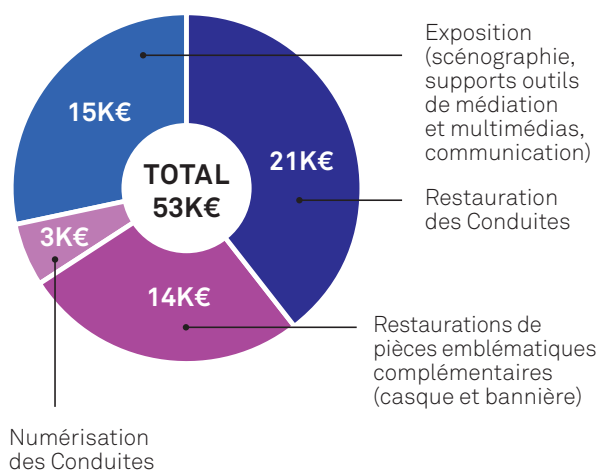 Exposition
(scénographie,
supports outils
de médiation
et multimédias,
communication)
15K€
TOTAL
53K€
21K€
Restauration
des Conduites
3K€
14K€
Restaurations de
pièces emblématiques
complémentaires
(casque et bannière)
Numérisation
des Conduites